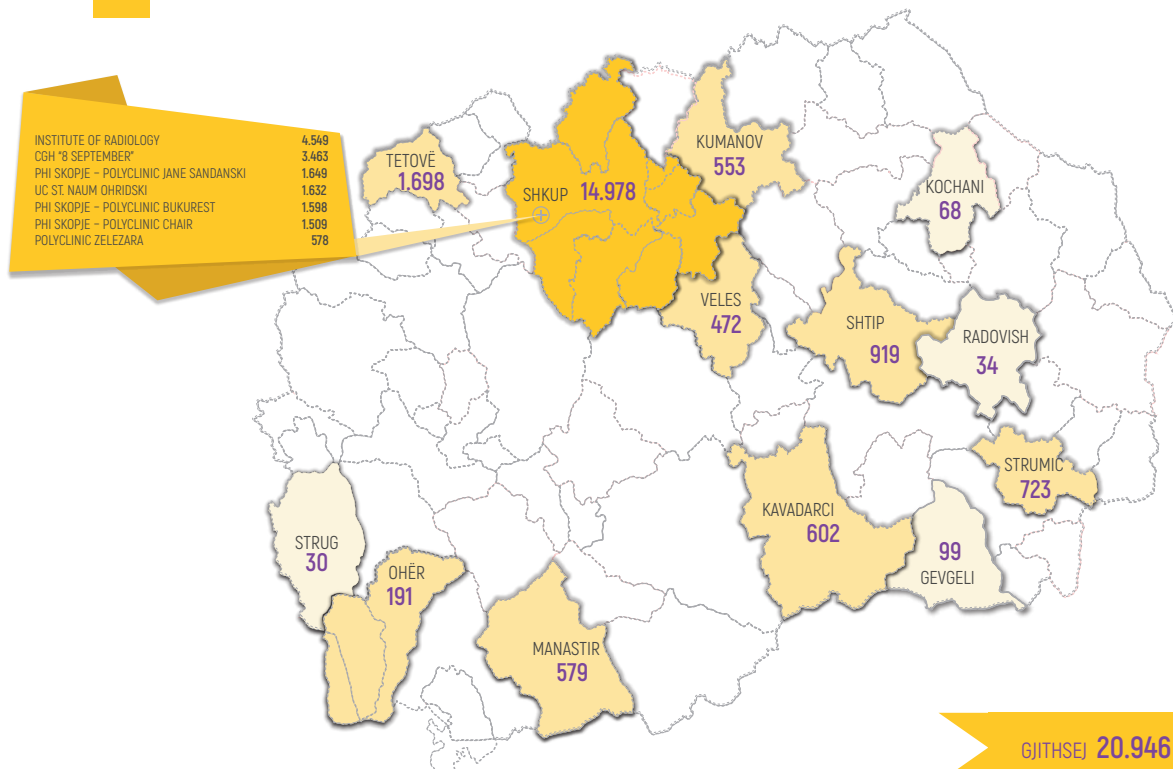 INSTITUTE OF RADIOLOGY 4.549
CGH "8 SEPTEMBER" 3.463
PHI SKOPJE – POLYCLINIC JANE SANDANSKI 1.649
UC ST. NAUM OHRIDSKI 1.632
PHI SKOPJE – POLYCLINIC BUKUREST 1.598
PHI SKOPJE – POLYCLINIC CHAIR 1.509
POLYCLINIC ZELEZARA 578
TETOVË
1.698
SHKUP 14.978
KUMANOV
553
KOCHANI
68
VELES
472
SHTIP
919
RADOVISH
34
STRUMIC
723
KAVADARCI
602
99
GEVGELI
STRUG
30
OHËR
191
MANASTIR
579
GJITHSEJ 20.946